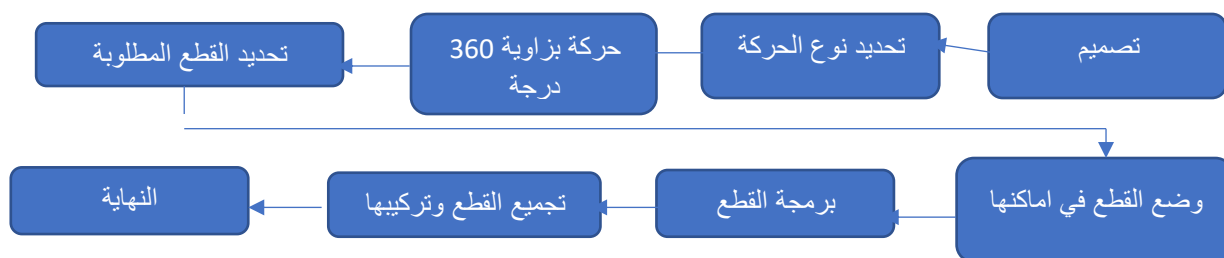 تصميم
تحديد نوع الحركة
حركة بزاوية 360
درجة
تحديد القطع المطلوبة
وضع القطع في اماكنها
برمجة القطع
تجميع القطع وتركيبها
النهاية